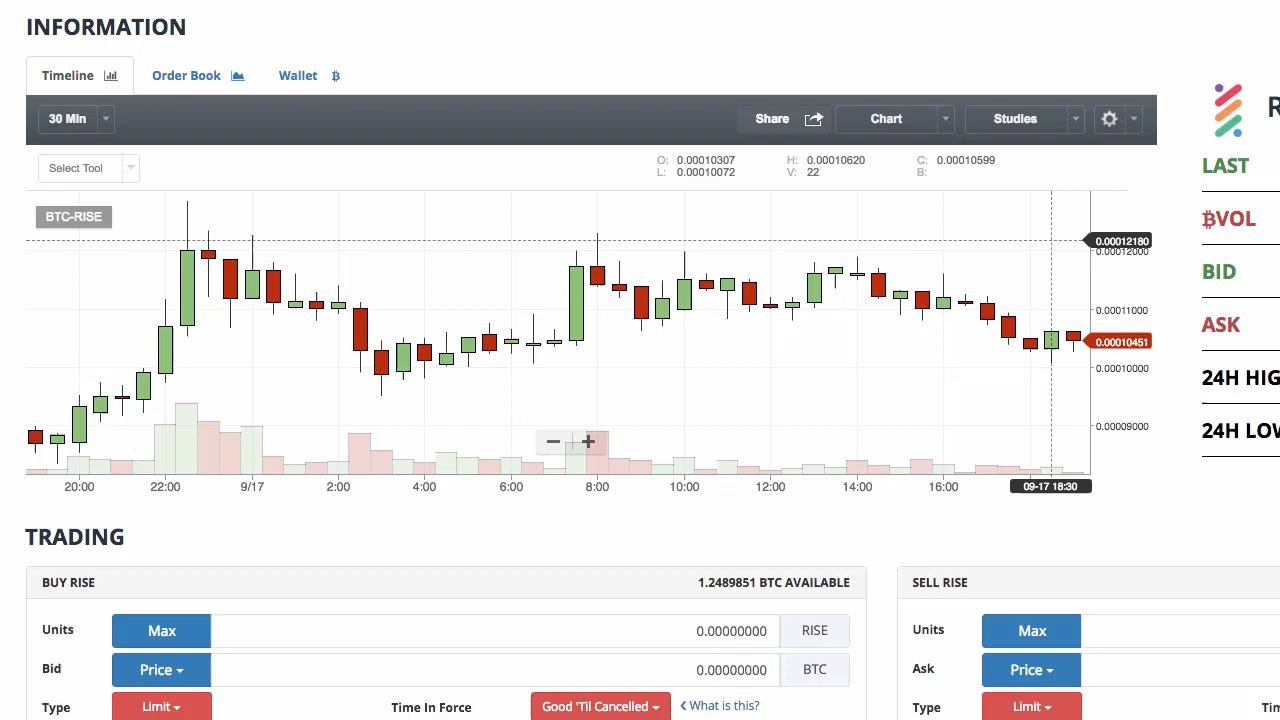 INFORMATION
Timeline Order Book Wallet
30 Min Share Chart Studies
Select Tool
O: 0.00010307 H: 0.00010620 C: 0.00010599
L: 0.00010072 V: 22 B:
BTC-RISE
0.00012180
0.00012000
0.00011000
0.00010451
0.00010000
0.00009000
20:00 22:00 9/17 2:00 4:00 6:00 8:00 10:00 12:00 14:00 16:00 09-17 18:30
R
LAST
₿VOL
BID
ASK
24H HIG
24H LOW
TRADING
BUY RISE 1.2489851 BTC AVAILABLE
Units Max 0.00000000 RISE
Bid Price 0.00000000 BTC
Type Limit Time In Force Good 'Til Cancelled What is this?
SELL RISE
Units Max
Ask Price
Type Limit Tim